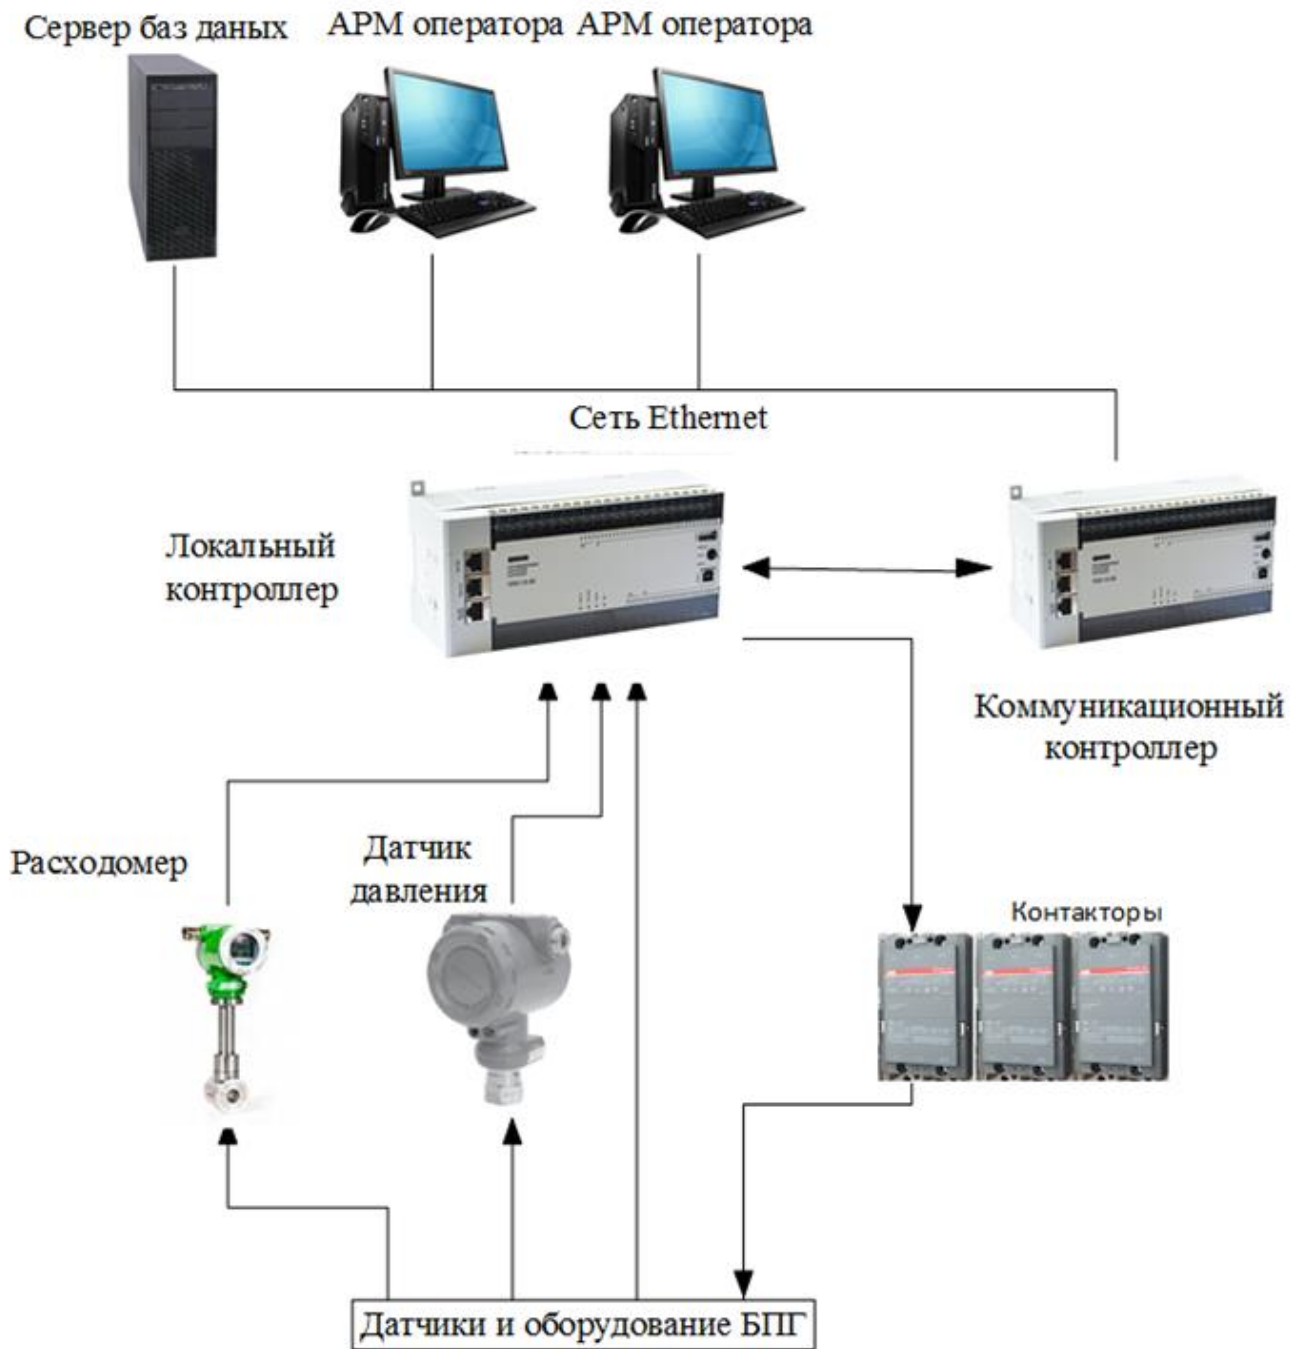 Сервер баз даных
АРМ оператора
АРМ оператора
Сеть Ethernet
Локальный
контроллер
Коммуникационный
контроллер
Расходомер
Датчик
давления
Контакторы
Датчики и оборудование БПГ